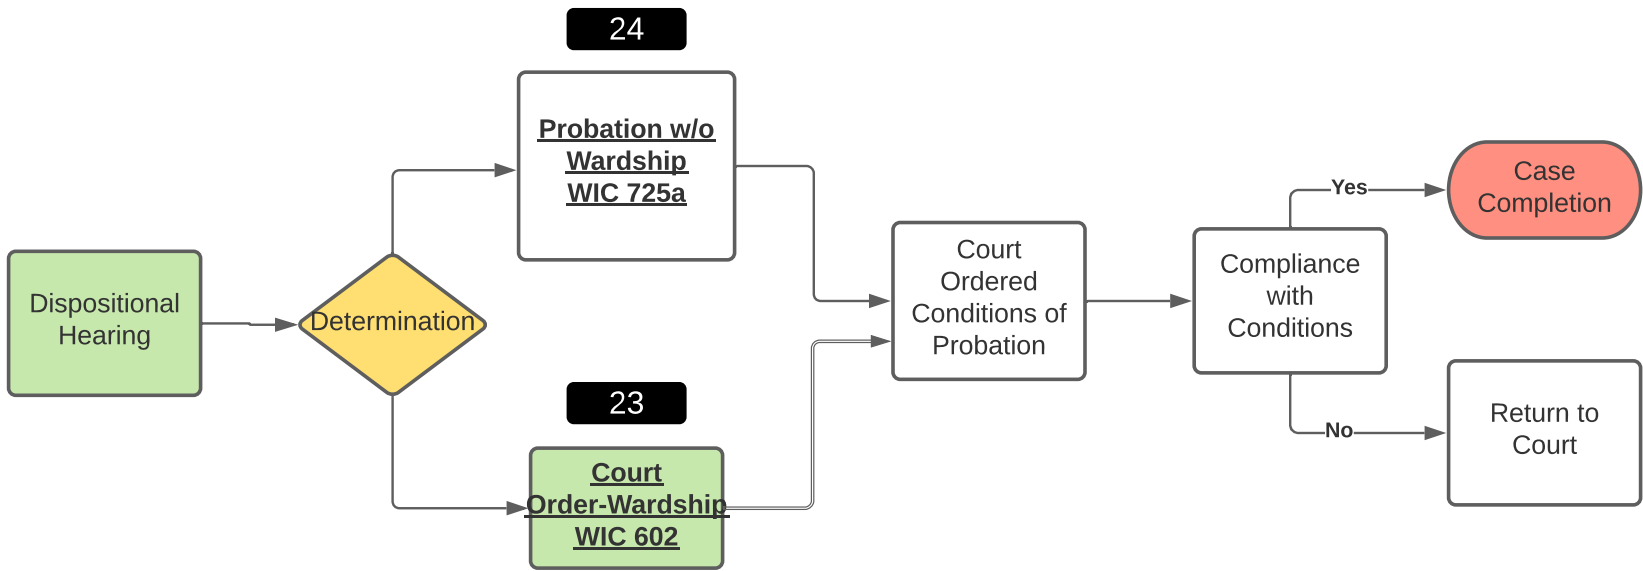 24
Probation w/o
Wardship
WIC 725a
Dispositional
Hearing
Determination
23
Court
Order-Wardship
WIC 602
Court
Ordered
Conditions of
Probation
Compliance
with
Conditions
Yes
Case
Completion
No
Return to
Court